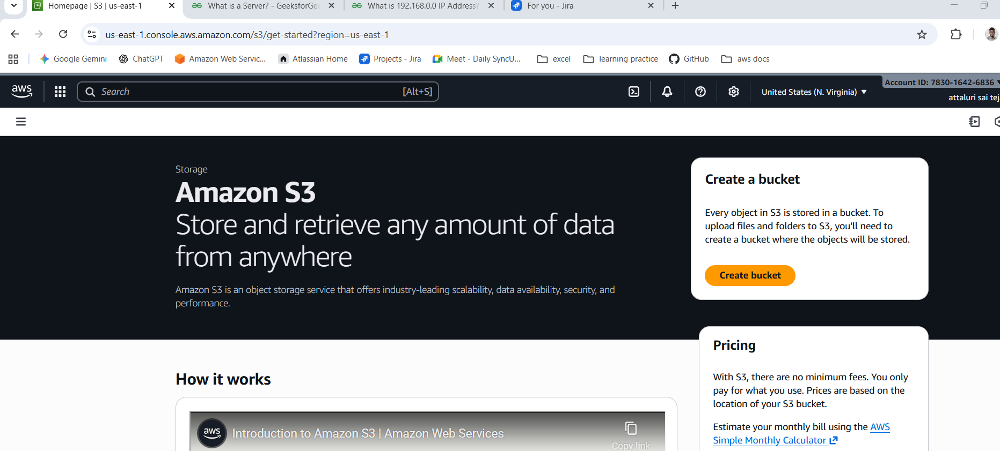 Homepage | S3 | us-east-1
What is a Server? - GeeksforGee
What is 192.168.0.0 IP Address?
For you - Jira
us-east-1.console.aws.amazon.com/s3/get-started?region=us-east-1
Google Gemini
ChatGPT
Amazon Web Servic...
Atlassian Home
Projects - Jira
Meet - Daily SyncU...
excel
learning practice
GitHub
aws docs
aws
Search
[Alt+S]
United States (N. Virginia)
Account ID: 7830-1642-6836
attaluri sai tej
Storage
Amazon S3
Store and retrieve any amount of data
from anywhere
Amazon S3 is an object storage service that offers industry-leading scalability, data availability, security, and
performance.
Create a bucket
Every object in S3 is stored in a bucket. To
upload files and folders to S3, you'll need to
create a bucket where the objects will be stored.
Create bucket
Pricing
With S3, there are no minimum fees. You only
pay for what you use. Prices are based on the
location of your S3 bucket.
Estimate your monthly bill using the AWS
Simple Monthly Calculator
How it works
aws
Introduction to Amazon S3 | Amazon Web Services
Copy link